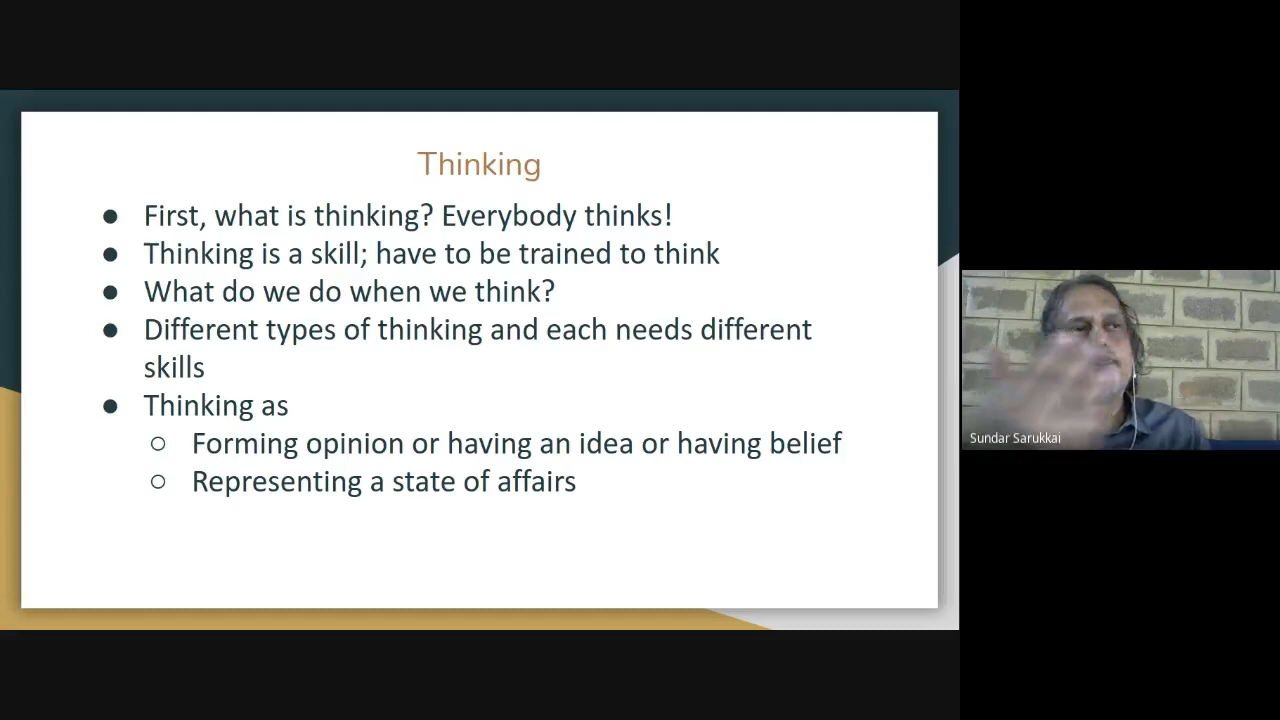 Thinking
● First, what is thinking? Everybody thinks!
● Thinking is a skill; have to be trained to think
● What do we do when we think?
● Different types of thinking and each needs different
skills
● Thinking as
○ Forming opinion or having an idea or having belief
○ Representing a state of affairs
Sundar Sarukkai